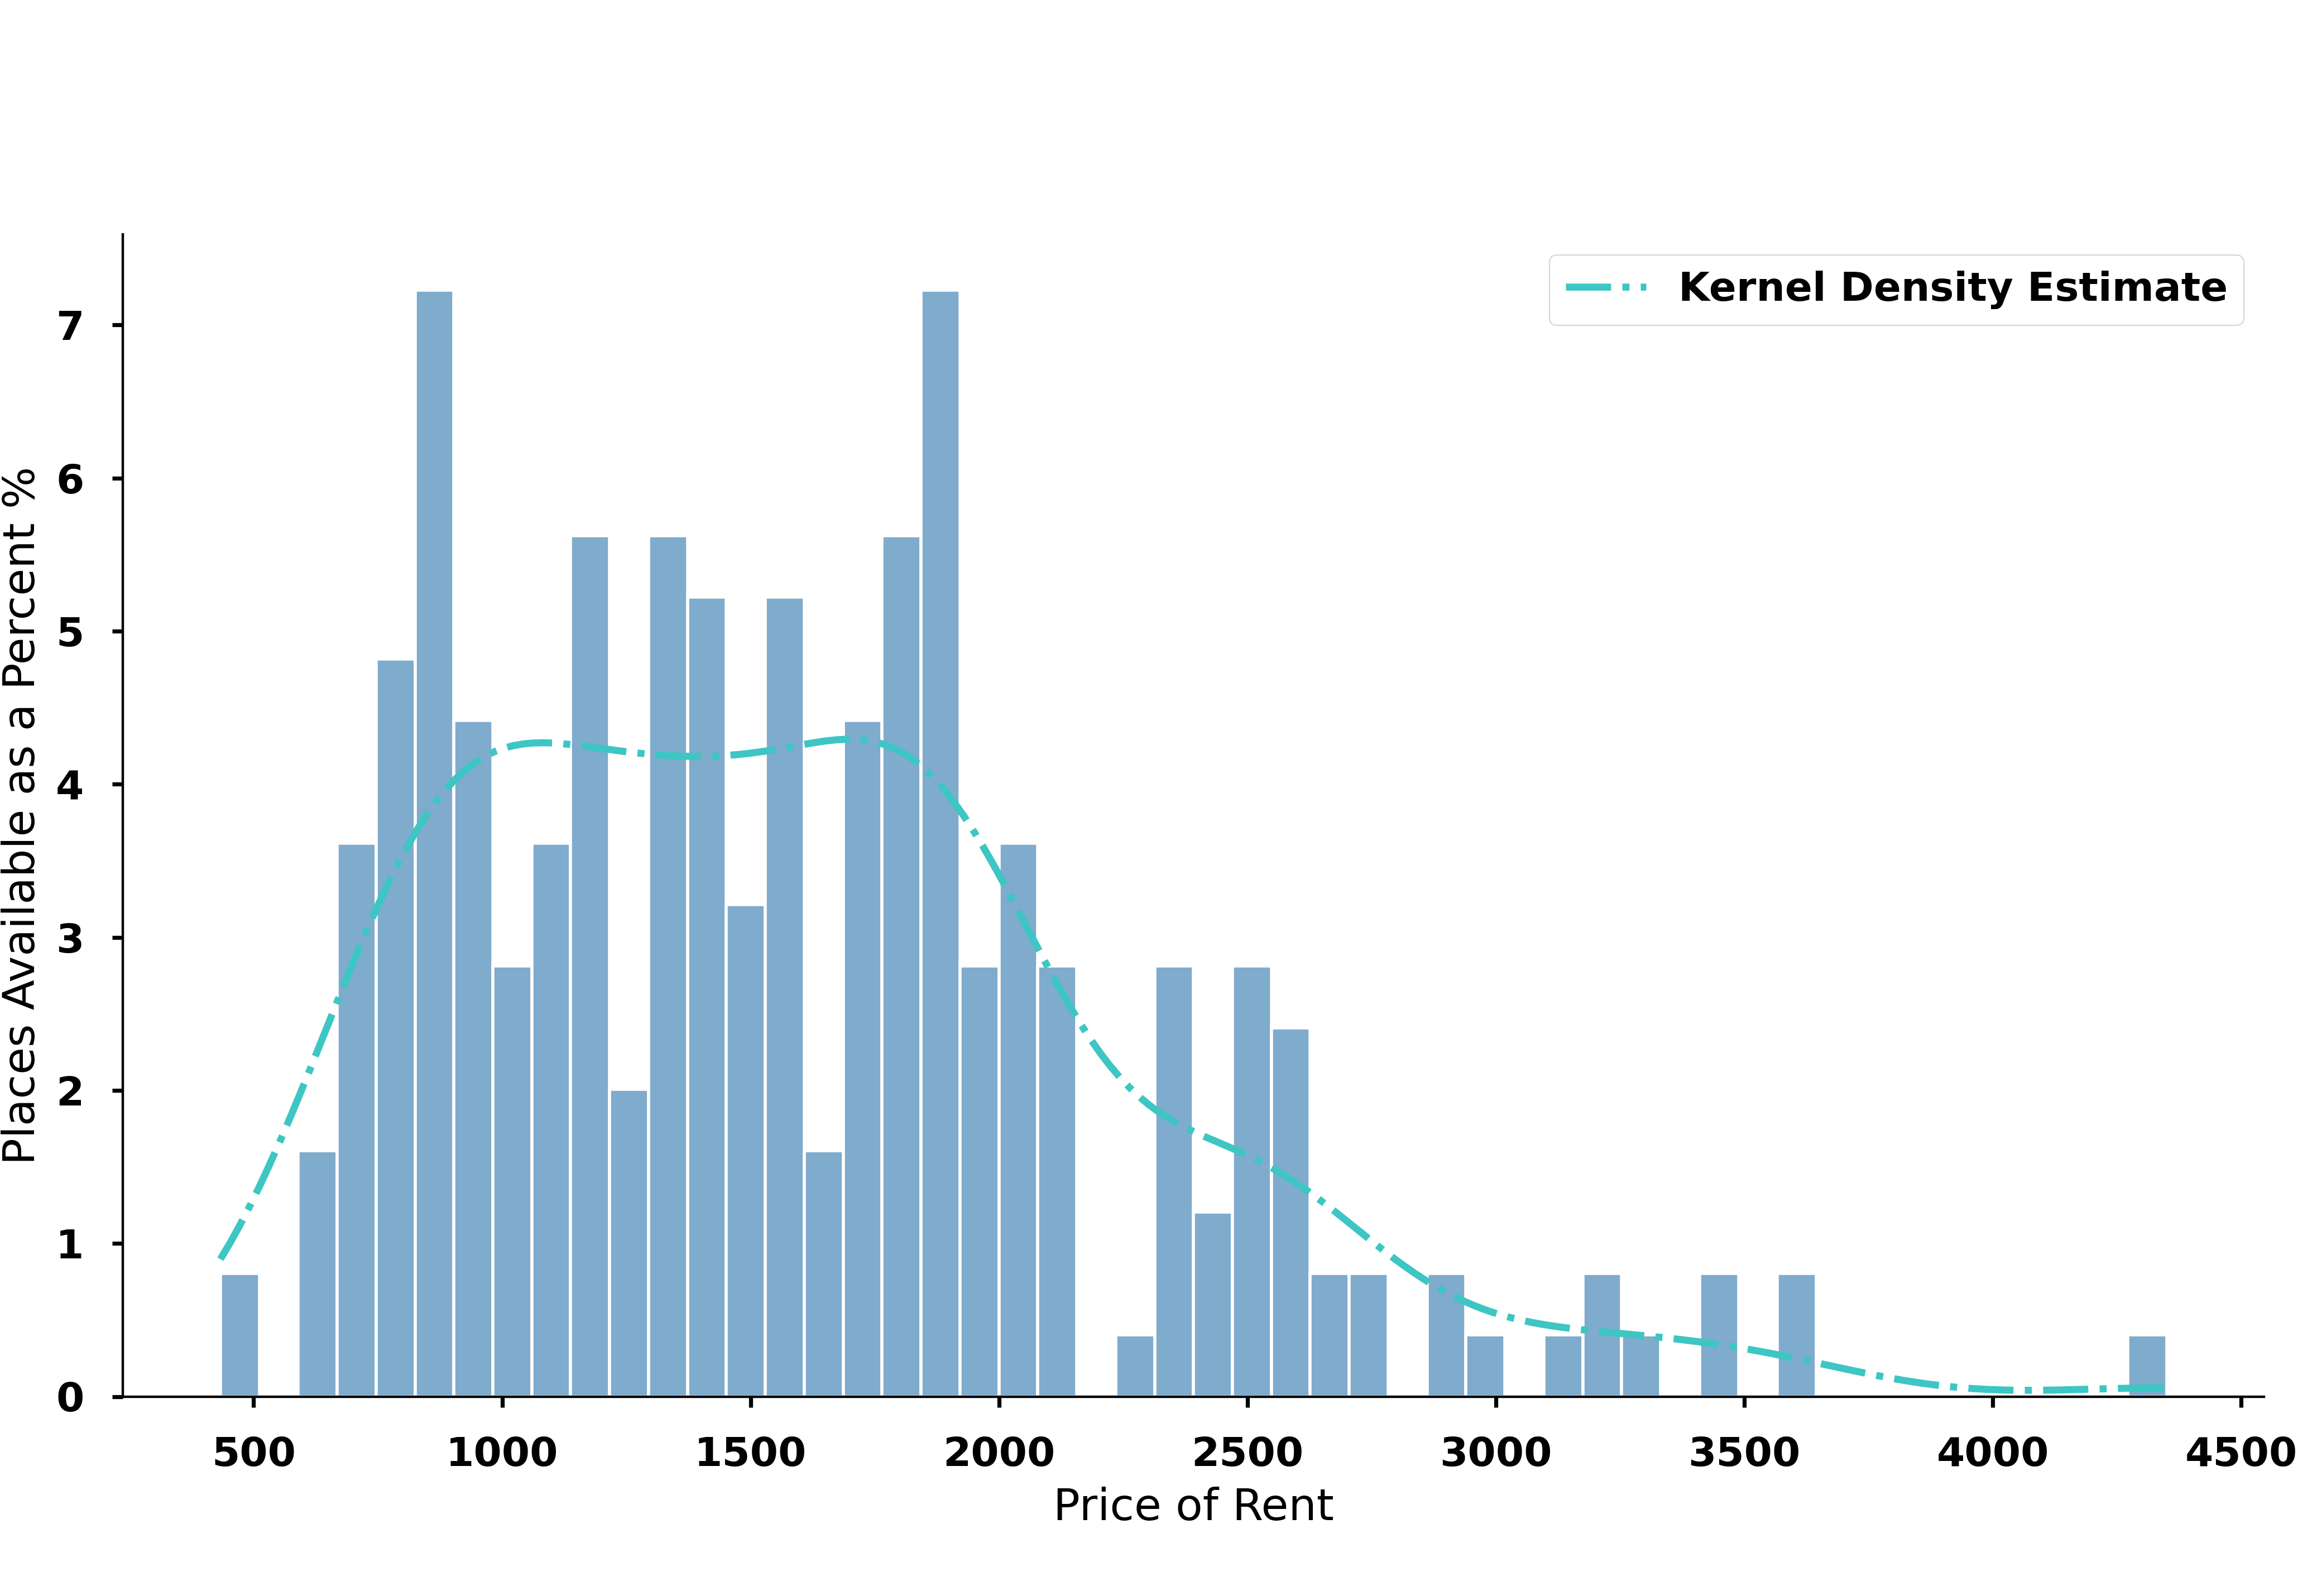 Kernel Density Estimate
Places Available as a Percent %
7
6
5
4
3
2
1
0
500 1000 1500 2000 2500 3000 3500 4000 4500
Price of Rent